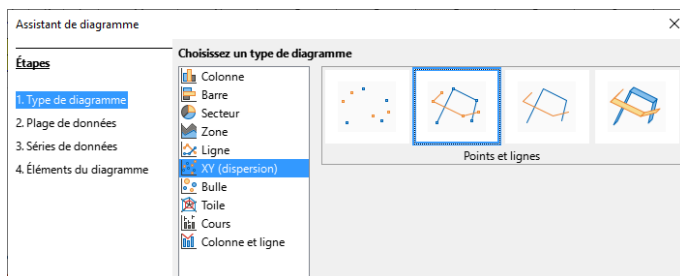 Assistant de diagramme
Étapes
1. Type de diagramme
2. Plage de données
3. Séries de données
4. Éléments du diagramme
Choisissez un type de diagramme
Colonne
Barre
Secteur
Zone
Ligne
XY (dispersion)
Bulle
Toile
Cours
Colonne et ligne
Points et lignes